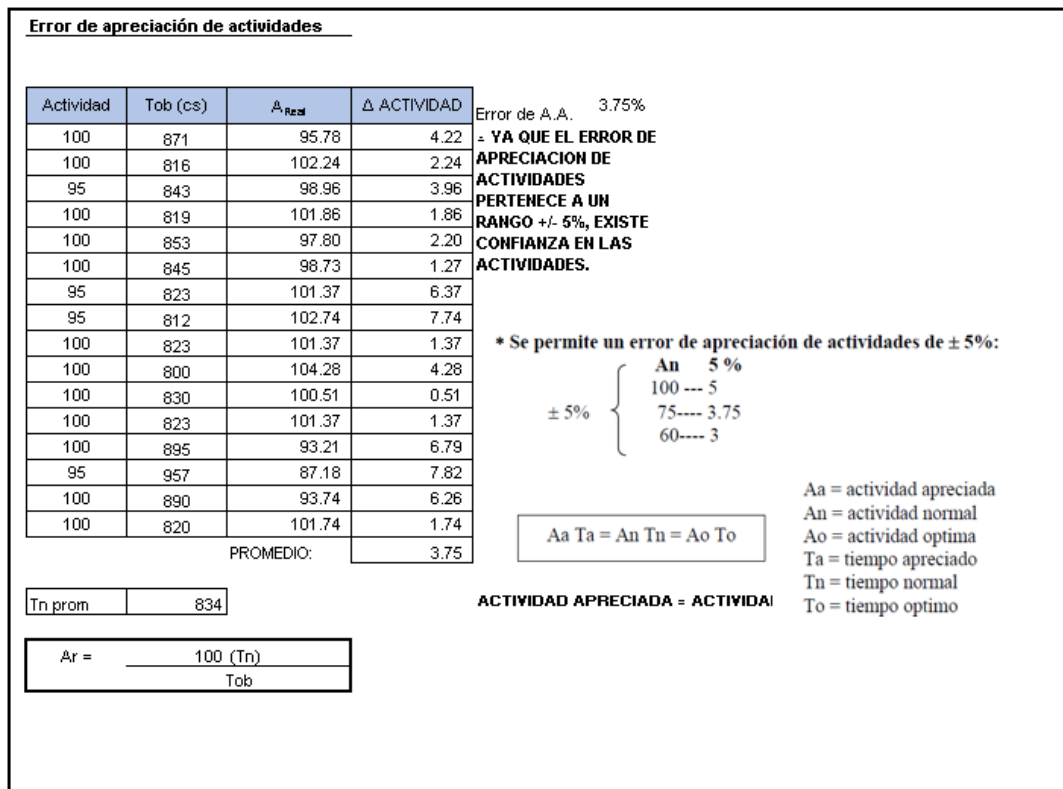 Error de apreciación de actividades
Actividad Tob (cs) A Real Δ ACTIVIDAD
100 871 95.78 4.22
100 816 102.24 2.24
95 843 98.96 3.96
100 819 101.86 1.86
100 853 97.80 2.20
100 845 98.73 1.27
95 823 101.37 6.37
95 812 102.74 7.74
100 823 101.37 1.37
100 800 104.28 4.28
100 830 100.51 0.51
100 823 101.37 1.37
100 895 93.21 6.79
95 957 87.18 7.82
100 890 93.74 6.26
100 820 101.74 1.74
PROMEDIO: 3.75
Tn prom 834
Ar = 100 (Tn)
Tob
Error de A.A. 3.75%
- YA QUE EL ERROR DE
APRECIACION DE
ACTIVIDADES
PERTENECE A UN
RANGO +/- 5%, EXISTE
CONFIANZA EN LAS
ACTIVIDADES.
* Se permite un error de apreciación de actividades de ± 5%:
An 5 %
100 --- 5
± 5% 75---- 3.75
60---- 3
Aa Ta = An Tn = Ao To
Aa = actividad apreciada
An = actividad normal
Ao = actividad optima
Ta = tiempo apreciado
Tn = tiempo normal
To = tiempo optimo
ACTIVIDAD APRECIADA = ACTIVIDA